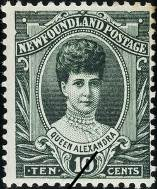 NEWFOUNDLAND POSTAGE
QUEEN ALEXANDRA
TEN 10 CENTS